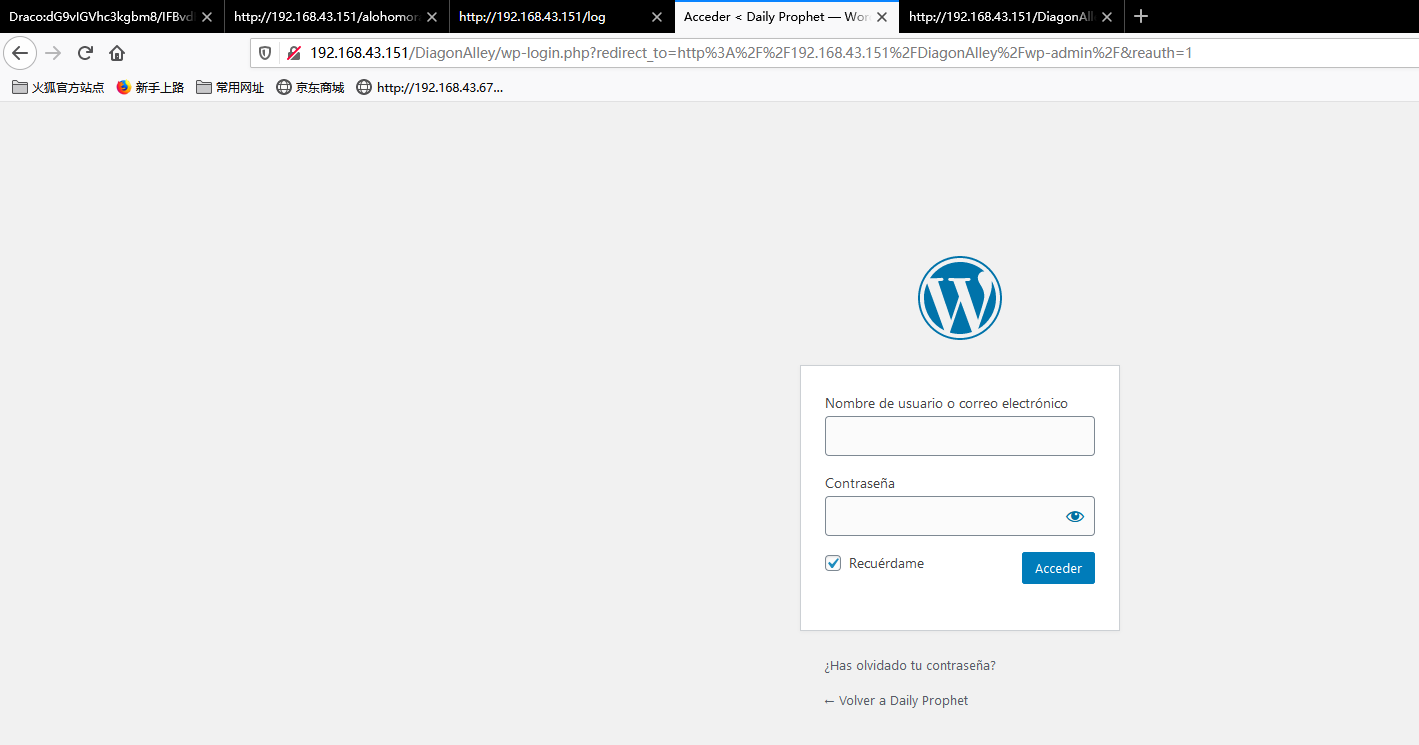 Draco:dG9vIGVhc3kgbm8/IFBvd
http://192.168.43.151/alohomora
http://192.168.43.151/log
Acceder < Daily Prophet — Wor
http://192.168.43.151/DiagonAll
192.168.43.151/DiagonAlley/wp-login.php?redirect_to=http%3A%2F%2F192.168.43.151%2FDiagonAlley%2Fwp-admin%2F&reauth=1
火狐官方站点 新手上路 常用网址 京东商城 http://192.168.43.67...
Nombre de usuario o correo electrónico
Contraseña
Recuérdame
Acceder
¿Has olvidado tu contraseña?
← Volver a Daily Prophet